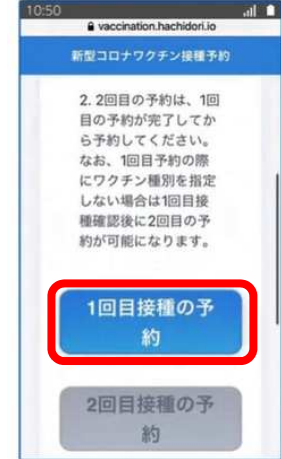 10:50
vaccination.hachidori.io
新型コロナワクチン接種予約
2. 2回目の予約は、1回
目の予約が完了してか
ら予約してください。
なお、1回目予約の際
にワクチン種別を指定
しない場合は1回目接
種確認後に2回目の予
約が可能になります。
1回目接種の予
約
2回目接種の予
約